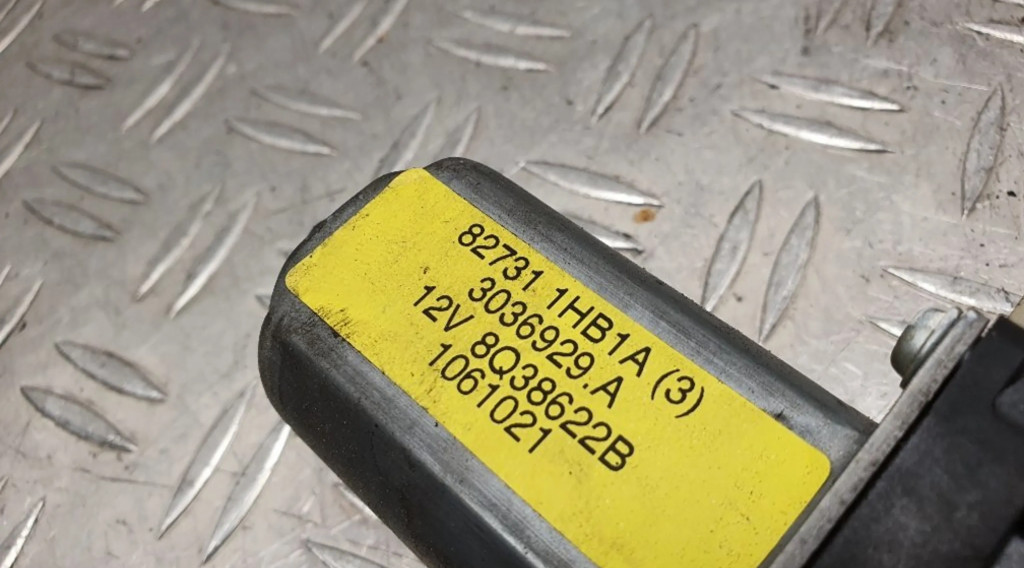 82731 1HB1A (3)
3036929.A
12V 8Q38622B
1061021